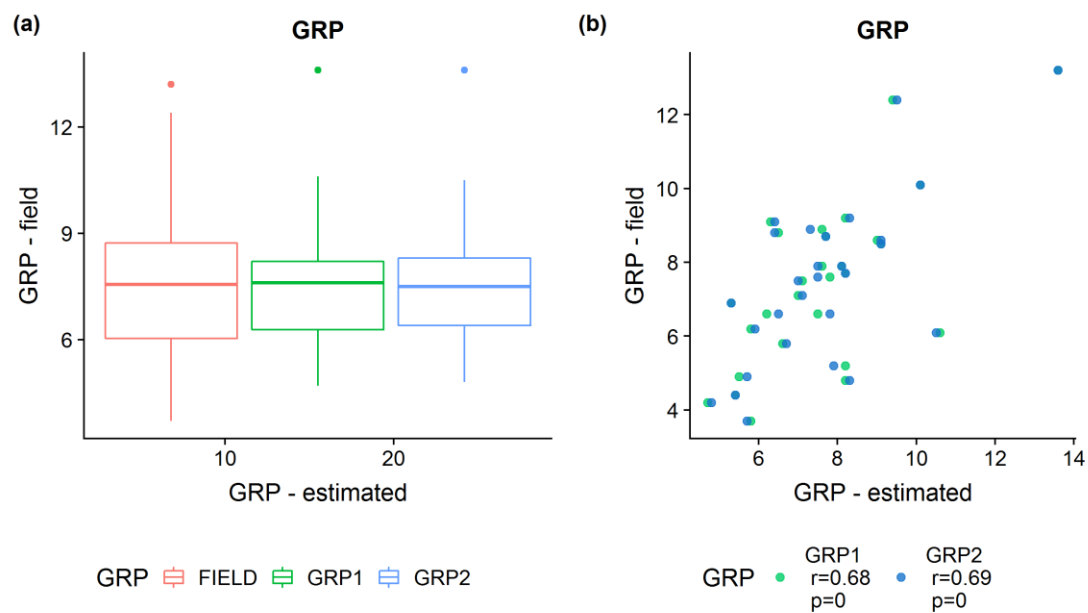 (a)
GRP
GRP - field
12
9
6
10
20
GRP - estimated
GRP
FIELD
GRP1
GRP2
(b)
GRP
GRP - field
12
10
8
6
4
6
8
10
12
14
GRP - estimated
GRP
GRP1
r=0.68
p=0
GRP2
r=0.69
p=0